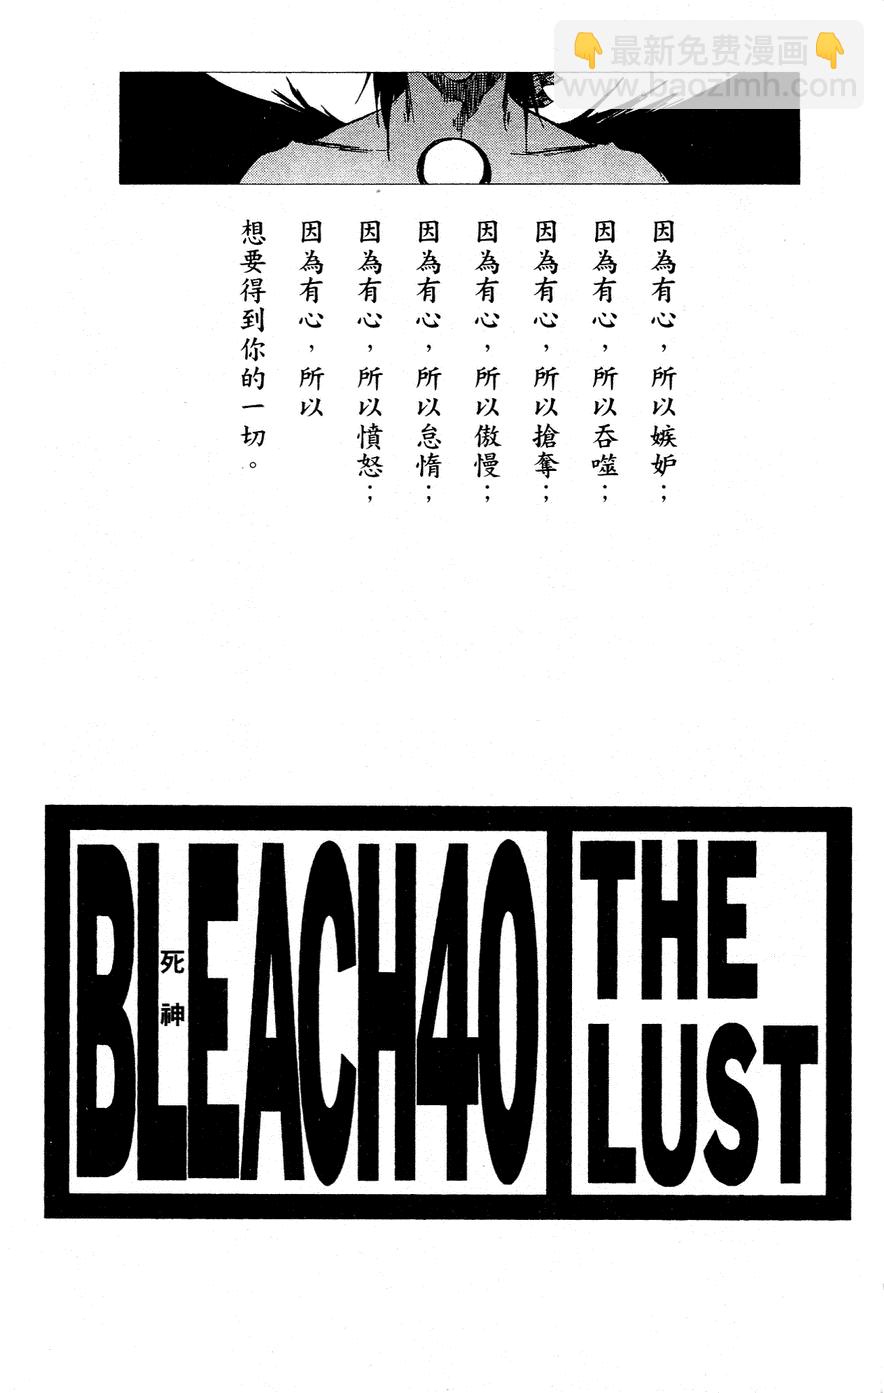 👇最新免费漫画👇
www.baozimh.com
因為有心，所以嫉妒；
因為有心，所以吞噬；
因為有心，所以搶奪；
因為有心，所以傲慢；
因為有心，所以怠惰；
因為有心，所以憤怒；
因為有心，所以
想要得到你的一切。
BLEACH40
死神
THE
LUST